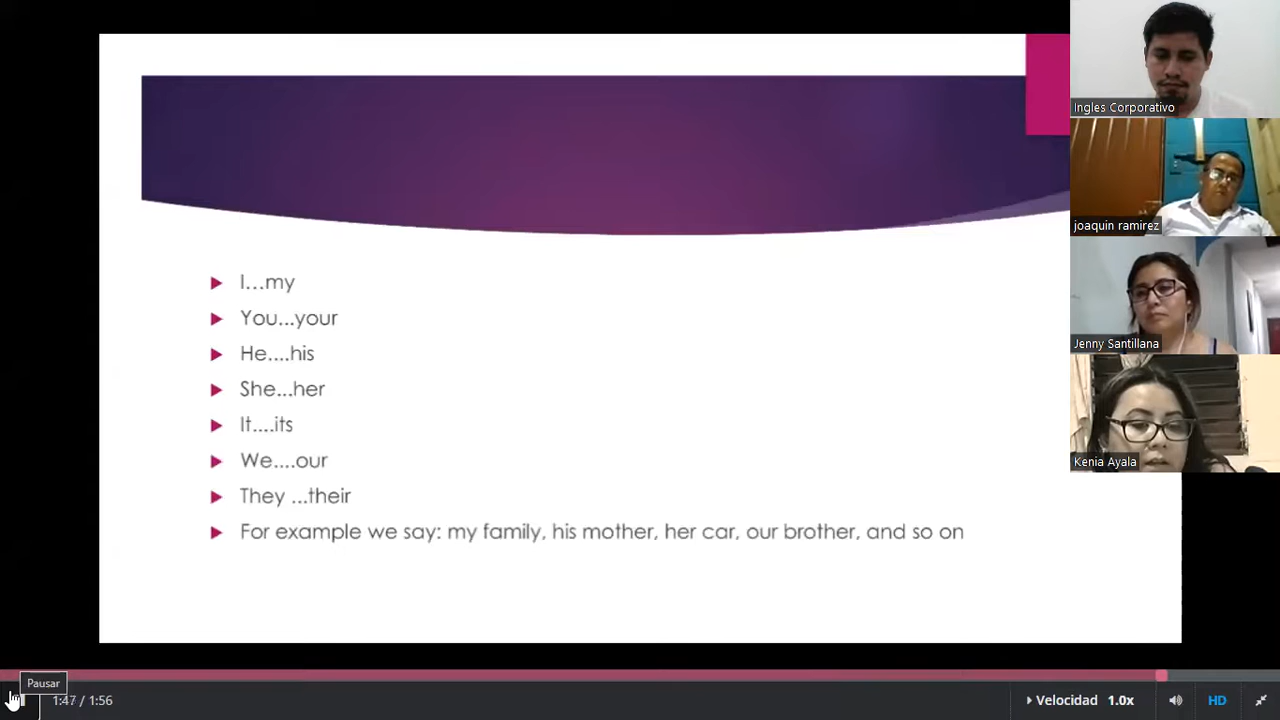 I...my
You...your
He....his
She...her
It....its
We....our
They ...their
For example we say: my family, his mother, her car, our brother, and so on
Ingles Corporativo
joaquin ramirez
Jenny Santillana
Kenia Ayala
Pausar
1:47 / 1:56
Velocidad 1.0x
HD